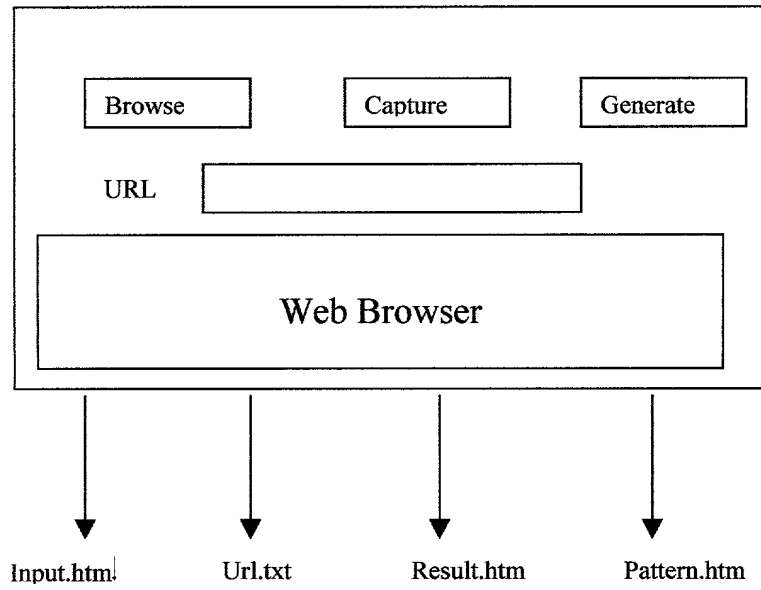 Browse Capture Generate
URL
Web Browser
Input.htm Url.txt Result.htm Pattern.htm